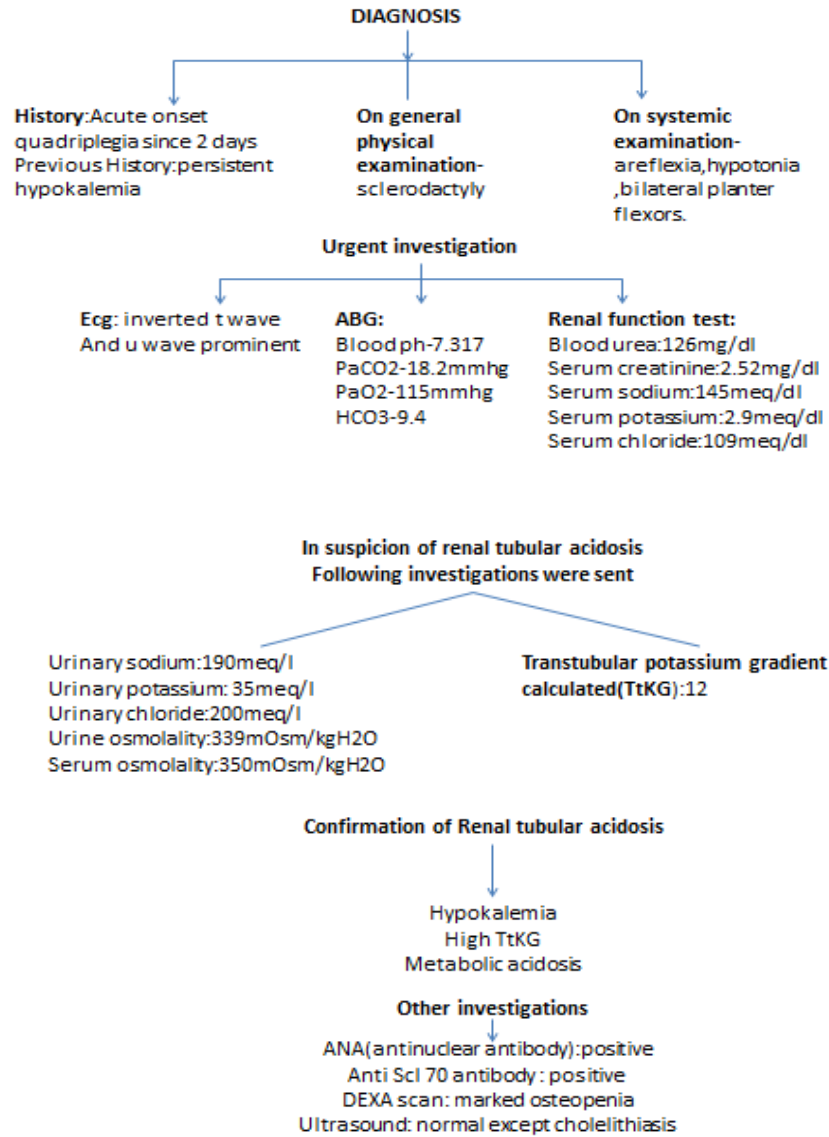 DIAGNOSIS
History:Acute onset
quadriplegia since 2 days
Previous History:persistent
hypokalemia
On general
physical
examination-
sclerodactyly
On systemic
examination-
areflexia,hypotonia
,bilateral planter
flexors.
Urgent investigation
Ecg: inverted t wave
And u wave prominent
ABG:
Blood ph-7.317
PaCO2-18.2mmhg
PaO2-115mmhg
HCO3-9.4
Renal function test:
Blood urea:126mg/dl
Serum creatinine:2.52mg/dl
Serum sodium:145meq/dl
Serum potassium:2.9meq/dl
Serum chloride:109meq/dl
In suspicion of renal tubular acidosis
Following investigations were sent
Urinary sodium:190meq/l
Urinary potassium: 35meq/l
Urinary chloride:200meq/l
Urine osmolality:339mOsm/kgH2O
Serum osmolality:350mOsm/kgH2O
Transtubular potassium gradient
calculated(TtKG):12
Confirmation of Renal tubular acidosis
Hypokalemia
High TtKG
Metabolic acidosis
Other investigations
ANA(antinuclear antibody):positive
Anti Scl 70 antibody : positive
DEXA scan: marked osteopenia
Ultrasound: normal except cholelithiasis